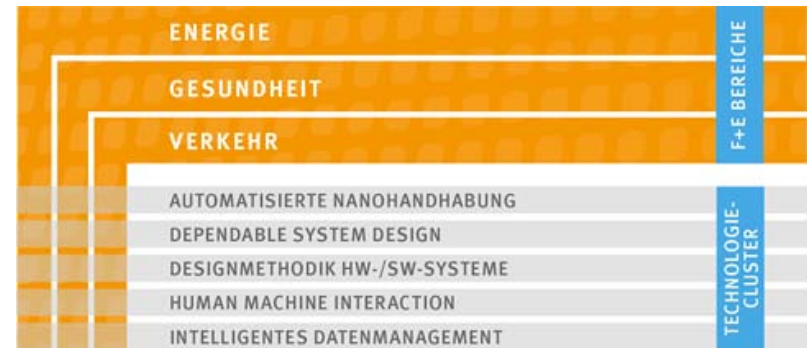 ENERGIE
GESUNDHEIT
VERKEHR
F+E BEREICHE
AUTOMATISIERTE NANOHANDHABUNG
DEPENDABLE SYSTEM DESIGN
DESIGNMETHODIK HW-/SW-SYSTEME
HUMAN MACHINE INTERACTION
INTELLIGENTES DATENMANAGEMENT
TECHNOLOGIE-
CLUSTER